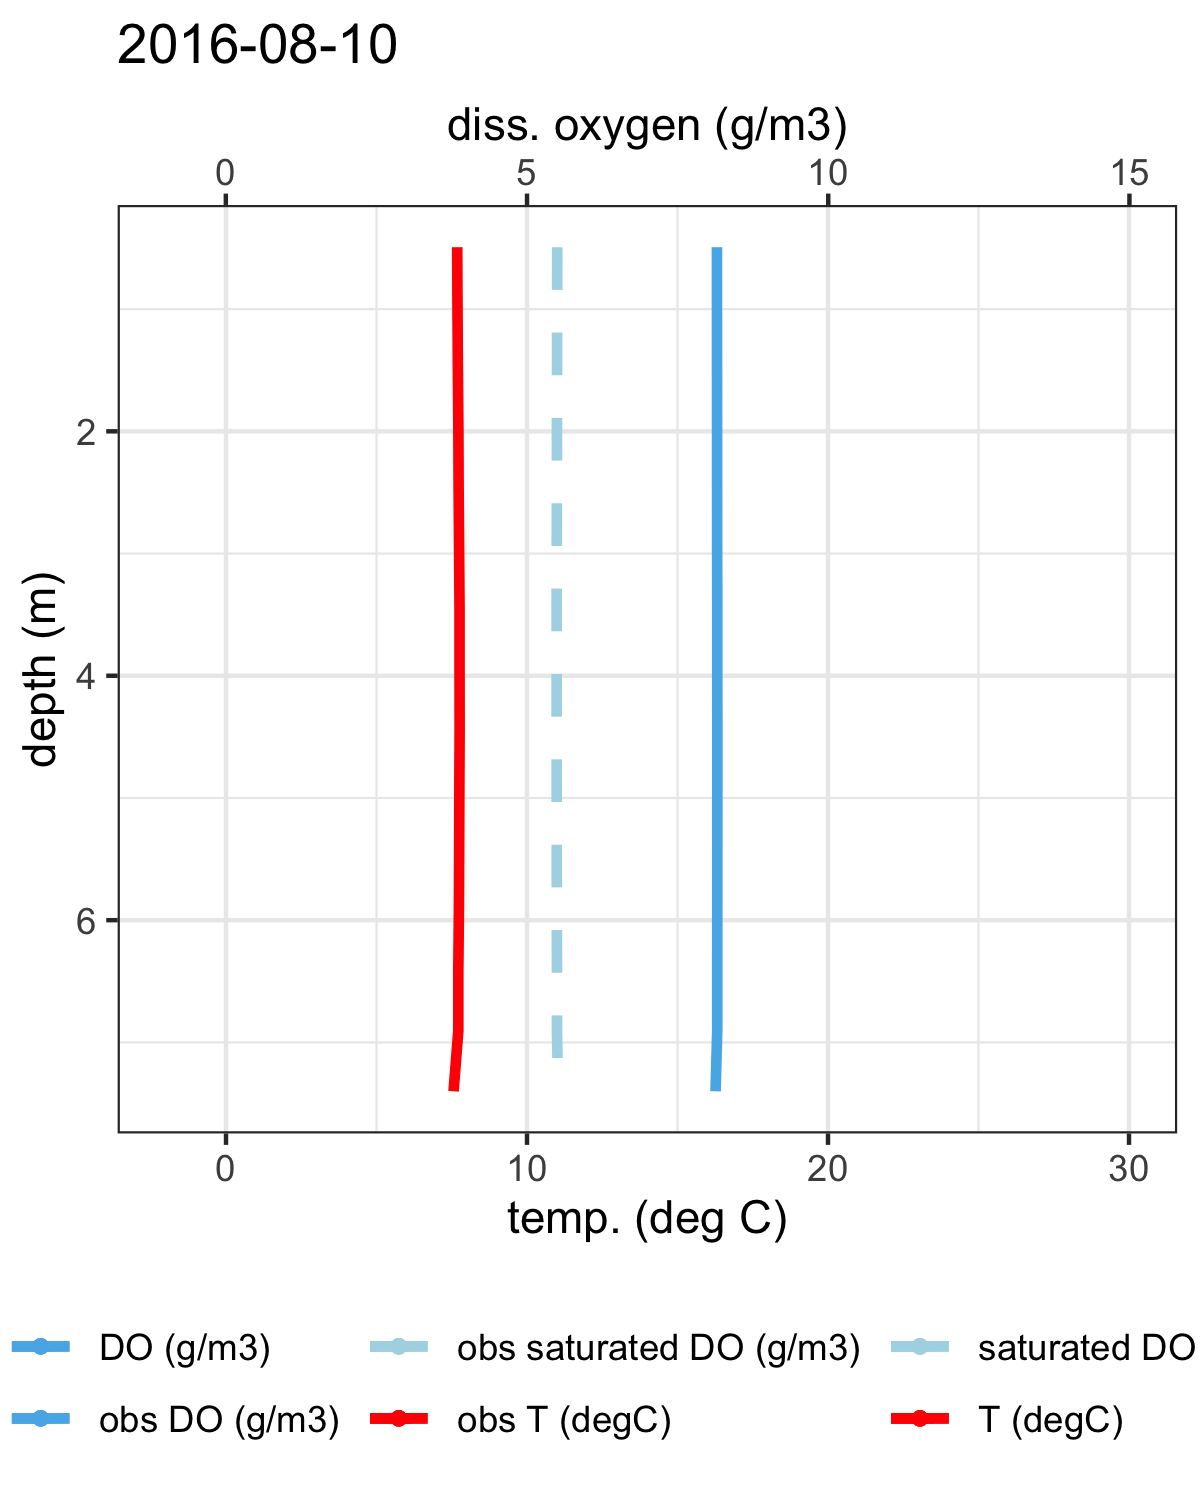 2016-08-10
diss. oxygen (g/m3)
0 5 10 15
2
4
6
depth (m)
0 10 20 30
temp. (deg C)
DO (g/m3) obs saturated DO (g/m3) saturated DO
obs DO (g/m3) obs T (degC) T (degC)